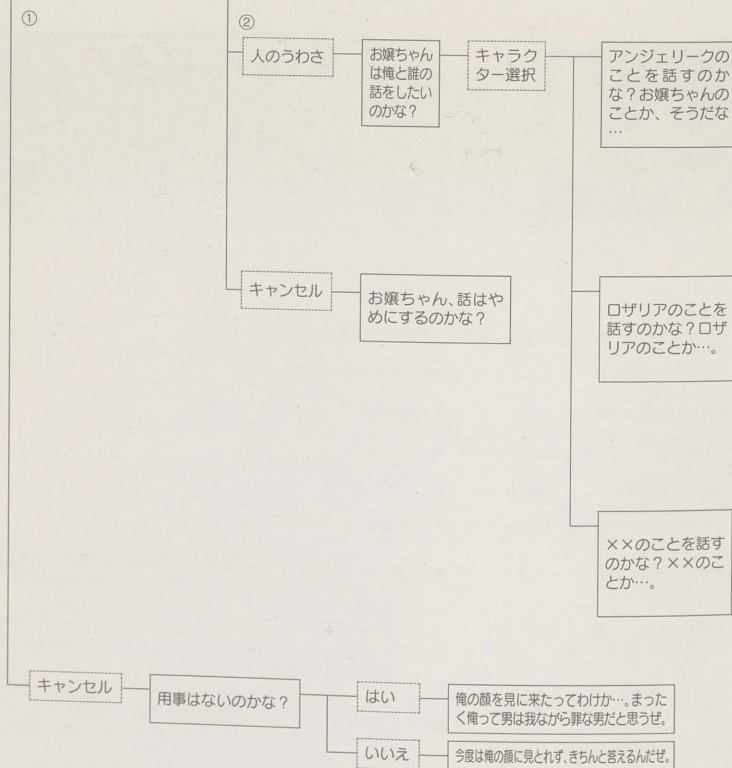 ①
②
人のうわさ
お嬢ちゃん
は俺と誰の
話をしたい
のかな？
キャラク
ター選択
アンジェリークの
ことを話すのか
な？お嬢ちゃんの
ことか、そうだな
…
キャンセル
お嬢ちゃん、話はや
めにするのかな？
ロザリアのことを
話すのかな？ロザ
リアのことか…。
××のことを話す
のかな？××のこ
とか…。
キャンセル
用事はないのかな？
はい
俺の顔を見に来たってわけか…。まった
く俺って男は我ながら罪な男だと思うぜ。
いいえ
今度は俺の顔に見とれず、きちんと答えるんだぜ。